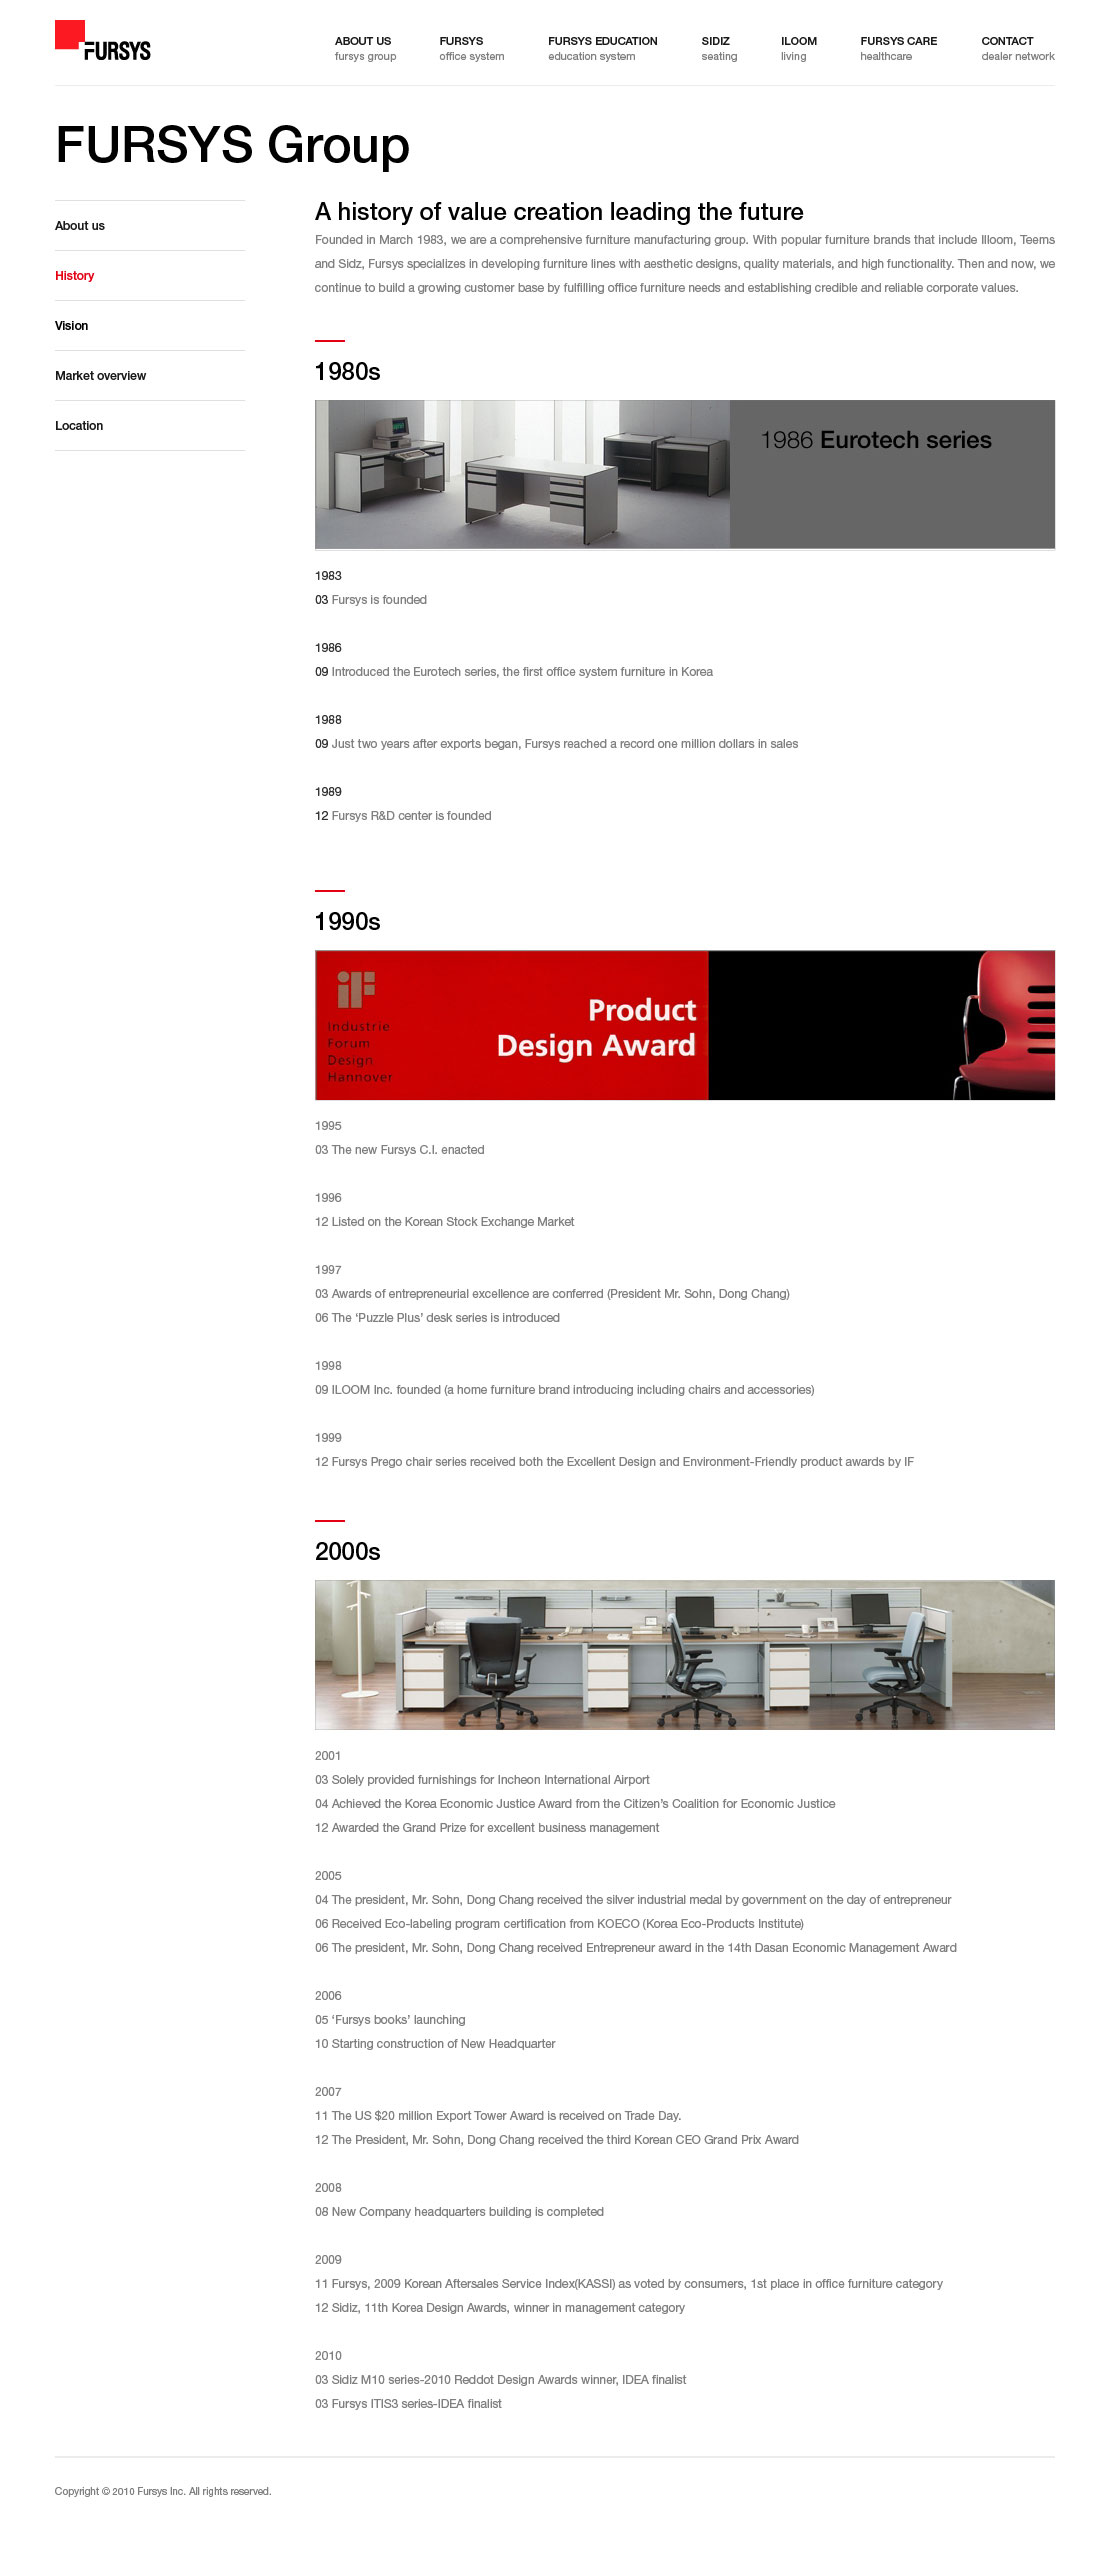 FURSYS
ABOUT US
fursys group
FURSYS
office system
FURSYS EDUCATION
education system
SIDIZ
seating
ILOOM
living
FURSYS CARE
healthcare
CONTACT
dealer network
FURSYS Group
About us
History
Vision
Market overview
Location
A history of value creation leading the future
Founded in March 1983, we are a comprehensive furniture manufacturing group. With popular furniture brands that include Illoom, Teems
and Sidz, Fursys specializes in developing furniture lines with aesthetic designs, quality materials, and high functionality. Then and now, we
continue to build a growing customer base by fulfilling office furniture needs and establishing credible and reliable corporate values.
1980s
1986 Eurotech series
1983
03 Fursys is founded
1986
09 Introduced the Eurotech series, the first office system furniture in Korea
1988
09 Just two years after exports began, Fursys reached a record one million dollars in sales
1989
12 Fursys R&D center is founded
1990s
iF
Industrie
Forum
Design
Hannover
Product
Design Award
1995
03 The new Fursys C.I. enacted
1996
12 Listed on the Korean Stock Exchange Market
1997
03 Awards of entrepreneurial excellence are conferred (President Mr. Sohn, Dong Chang)
06 The ‘Puzzle Plus’ desk series is introduced
1998
09 ILOOM Inc. founded (a home furniture brand introducing including chairs and accessories)
1999
12 Fursys Prego chair series received both the Excellent Design and Environment-Friendly product awards by IF
2000s
2001
03 Solely provided furnishings for Incheon International Airport
04 Achieved the Korea Economic Justice Award from the Citizen’s Coalition for Economic Justice
12 Awarded the Grand Prize for excellent business management
2005
04 The president, Mr. Sohn, Dong Chang received the silver industrial medal by government on the day of entrepreneur
06 Received Eco-labeling program certification from KOECO (Korea Eco-Products Institute)
06 The president, Mr. Sohn, Dong Chang received Entrepreneur award in the 14th Dasan Economic Management Award
2006
05 ‘Fursys books’ launching
10 Starting construction of New Headquarter
2007
11 The US $20 million Export Tower Award is received on Trade Day.
12 The President, Mr. Sohn, Dong Chang received the third Korean CEO Grand Prix Award
2008
08 New Company headquarters building is completed
2009
11 Fursys, 2009 Korean Aftersales Service Index(KASSI) as voted by consumers, 1st place in office furniture category
12 Sidiz, 11th Korea Design Awards, winner in management category
2010
03 Sidiz M10 series-2010 Reddot Design Awards winner, IDEA finalist
03 Fursys ITIS3 series-IDEA finalist
Copyright © 2010 Fursys Inc. All rights reserved.